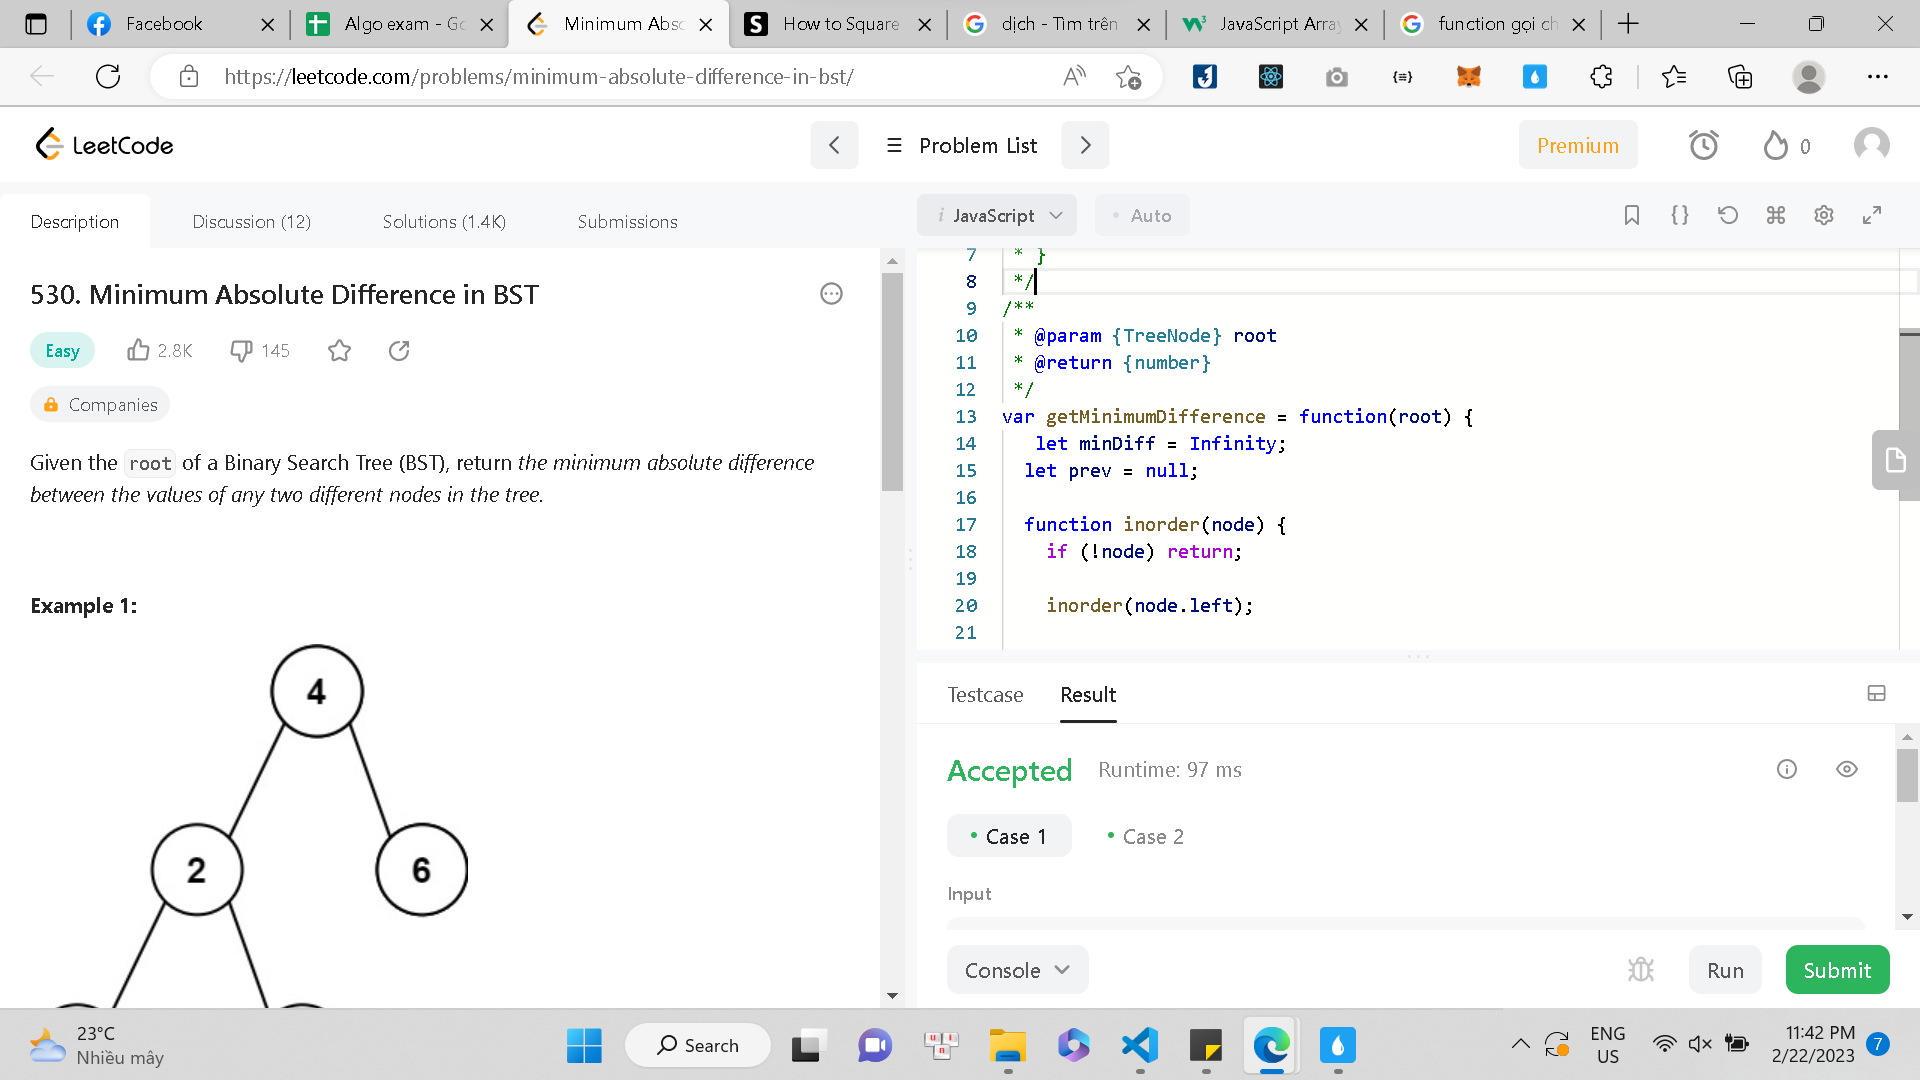 Facebook
Algo exam - Go
Minimum Abso
How to Square
dịch - Tìm trên
JavaScript Array
function gọi ch
https://leetcode.com/problems/minimum-absolute-difference-in-bst/
LeetCode
Problem List
Premium
0
Description
Discussion (12)
Solutions (1.4K)
Submissions
530. Minimum Absolute Difference in BST
Easy
2.8K
145
Companies
Given the root of a Binary Search Tree (BST), return the minimum absolute difference
between the values of any two different nodes in the tree.
Example 1:
4
2
6
i JavaScript
• Auto
7 * }
8 */
9 /**
10 * @param {TreeNode} root
11 * @return {number}
12 */
13 var getMinimumDifference = function(root) {
14 let minDiff = Infinity;
15 let prev = null;
16
17 function inorder(node) {
18 if (!node) return;
19
20 inorder(node.left);
21
Testcase
Result
Accepted
Runtime: 97 ms
• Case 1
• Case 2
Input
Console
Run
Submit
23°C
Nhiều mây
Search
ENG
US
11:42 PM
2/22/2023
7